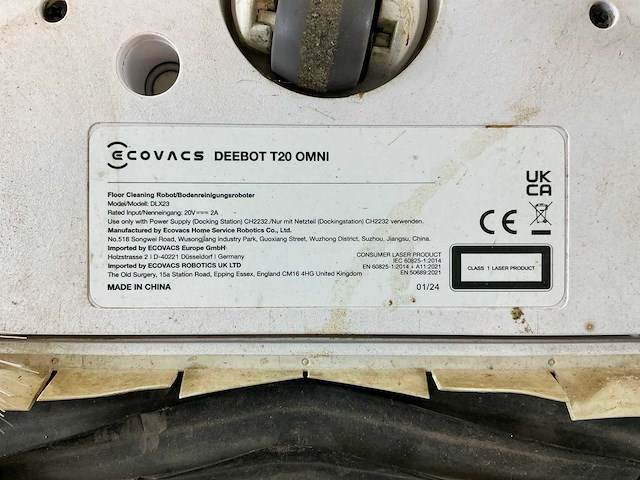 ECOVACS DEEBOT T20 OMNI
Floor Cleaning Robot/Bodenreinigungsroboter
Model/Modell: DLX23
Rated Input/Nenneingang: 20V⎓ 2A
Use only with Power Supply (Docking Station) CH2232./Nur mit Netzteil (Dockingstation) CH2232 verwenden.
Manufactured by Ecovacs Home Service Robotics Co., Ltd.
No.518 Songwei Road, Wusongjiang Industry Park, Guoxiang Street, Wuzhong District, Suzhou, Jiangsu, China.
Imported by ECOVACS Europe GmbH
Holzstrasse 2 I D-40221 Düsseldorf I Germany
Imported by ECOVACS ROBOTICS UK LTD
The Old Surgery, 15a Station Road, Epping Essex, England CM16 4HG United Kingdom
MADE IN CHINA
CONSUMER LASER PRODUCT
IEC 60825-1:2014
EN 60825-1:2014 + A11:2021
EN 50689:2021
01/24
UK
CA
CE
CLASS 1 LASER PRODUCT